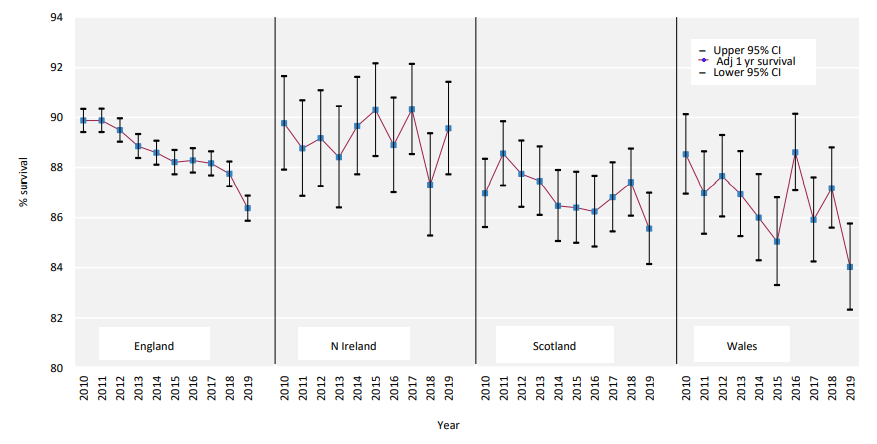 94
92
90
88
86
84
82
80
% survival
Upper 95% CI
Adj 1 yr survival
Lower 95% CI
England
N Ireland
Scotland
Wales
2010 2011 2012 2013 2014 2015 2016 2017 2018 2019
2010 2011 2012 2013 2014 2015 2016 2017 2018 2019
2010 2011 2012 2013 2014 2015 2016 2017 2018 2019
2010 2011 2012 2013 2014 2015 2016 2017 2018 2019
Year